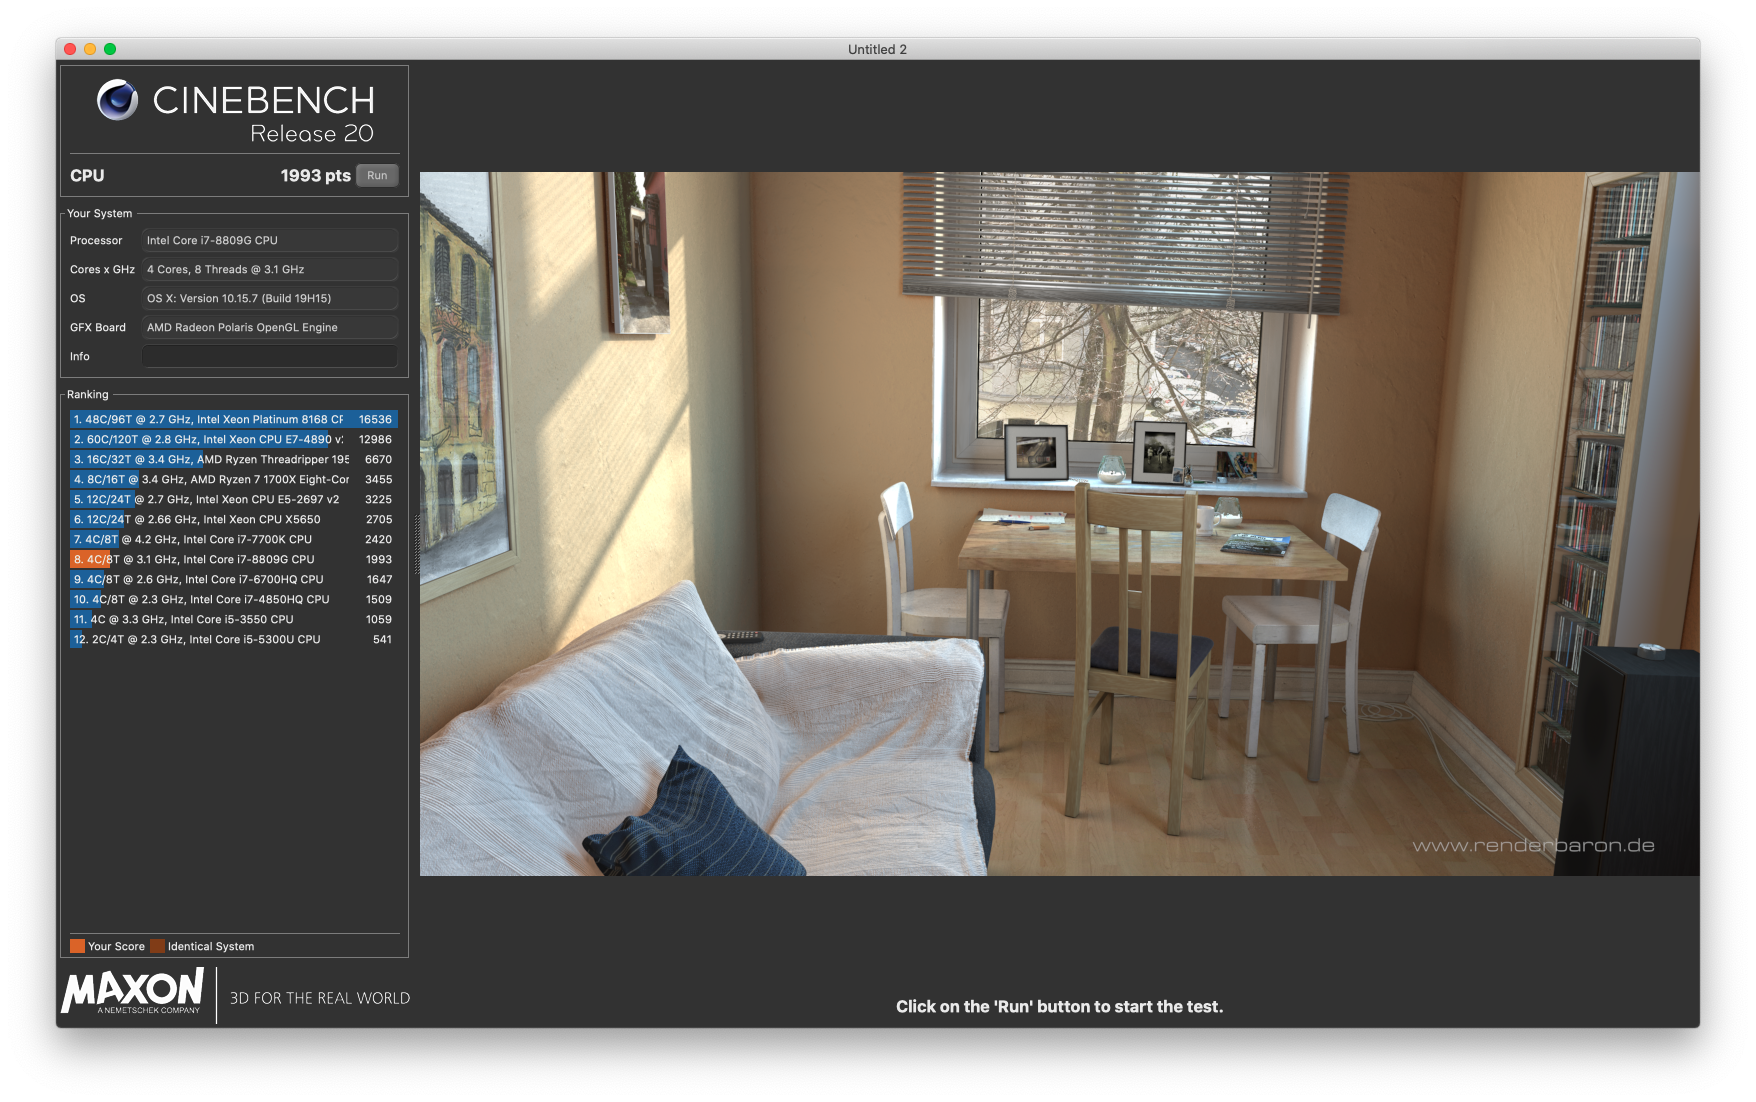 Untitled 2
CINEBENCH
Release 20
CPU 1993 pts Run
Your System
Processor Intel Core i7-8809G CPU
Cores x GHz 4 Cores, 8 Threads @ 3.1 GHz
OS OS X: Version 10.15.7 (Build 19H15)
GFX Board AMD Radeon Polaris OpenGL Engine
Info
Ranking
1. 48C/96T @ 2.7 GHz, Intel Xeon Platinum 8168 CP 16536
2. 60C/120T @ 2.8 GHz, Intel Xeon CPU E7-4890 v2 12986
3. 16C/32T @ 3.4 GHz, AMD Ryzen Threadripper 195 6670
4. 8C/16T @ 3.4 GHz, AMD Ryzen 7 1700X Eight-Cor 3455
5. 12C/24T @ 2.7 GHz, Intel Xeon CPU E5-2697 v2 3225
6. 12C/24T @ 2.66 GHz, Intel Xeon CPU X5650 2705
7. 4C/8T @ 4.2 GHz, Intel Core i7-7700K CPU 2420
8. 4C/8T @ 3.1 GHz, Intel Core i7-8809G CPU 1993
9. 4C/8T @ 2.6 GHz, Intel Core i7-6700HQ CPU 1647
10. 4C/8T @ 2.3 GHz, Intel Core i7-4850HQ CPU 1509
11. 4C @ 3.3 GHz, Intel Core i5-3550 CPU 1059
12. 2C/4T @ 2.3 GHz, Intel Core i5-5300U CPU 541
Your Score Identical System
MAXON
A NEMETSCHEK COMPANY
3D FOR THE REAL WORLD
www.renderbaron.de
Click on the 'Run' button to start the test.